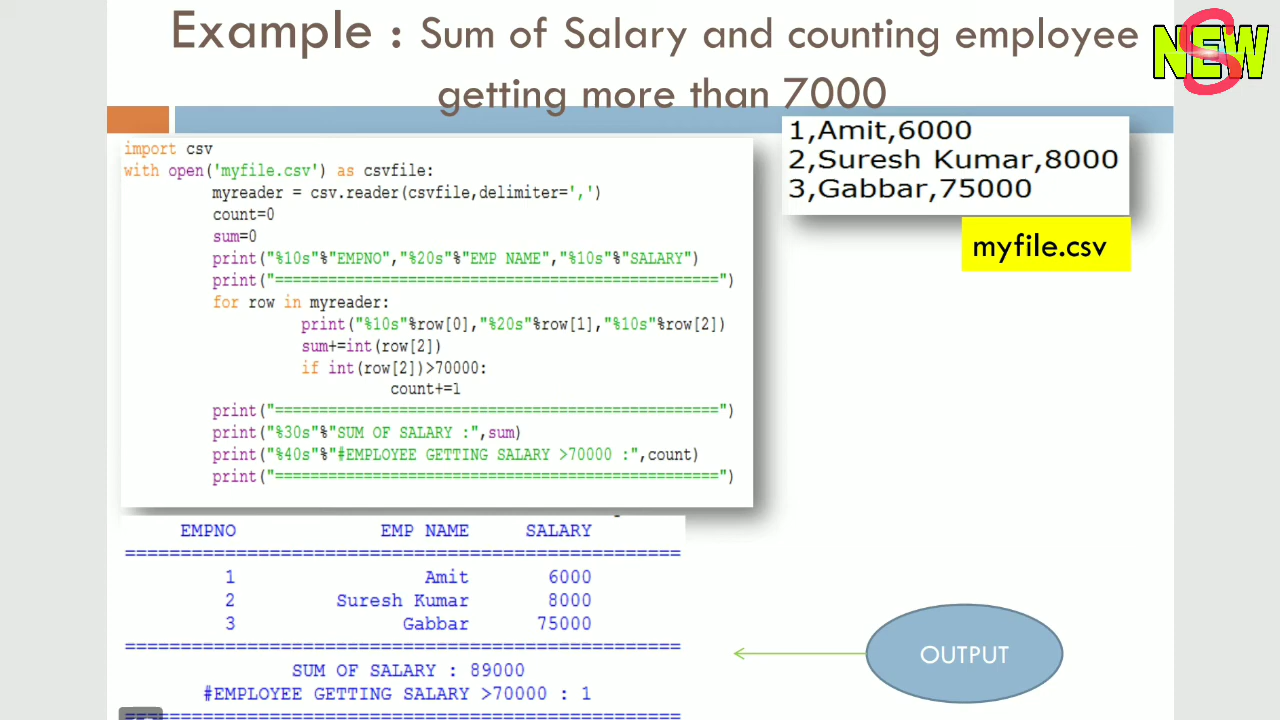 Example : Sum of Salary and counting employee
getting more than 7000
NEW
S
import csv
with open('myfile.csv') as csvfile:
myreader = csv.reader(csvfile,delimiter=',')
count=0
sum=0
print("%10s"%"EMPNO","%20s"%"EMP NAME","%10s"%"SALARY")
print("==================================================")
for row in myreader:
print("%10s"%row[0],"%20s"%row[1],"%10s"%row[2])
sum+=int(row[2])
if int(row[2])>70000:
count+=1
print("==================================================")
print("%30s"%"SUM OF SALARY :",sum)
print("%40s"%"#EMPLOYEE GETTING SALARY >70000 :",count)
print("==================================================")
1,Amit,6000
2,Suresh Kumar,8000
3,Gabbar,75000
myfile.csv
EMPNO EMP NAME SALARY
==================================================
1 Amit 6000
2 Suresh Kumar 8000
3 Gabbar 75000
==================================================
SUM OF SALARY : 89000
#EMPLOYEE GETTING SALARY >70000 : 1
==================================================
OUTPUT